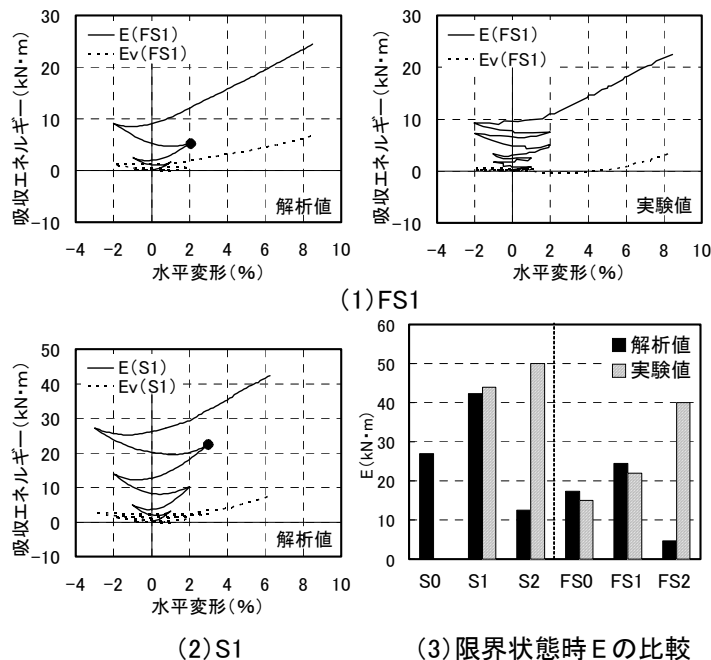 30
20
10
0
-10
吸収エネルギー(kN・m)
E(FS1)
Ev(FS1)
解析値
-4 -2 0 2 4 6 8 10
水平変形(%)
30
20
10
0
-10
吸収エネルギー(kN・m)
E(FS1)
Ev(FS1)
実験値
-4 -2 0 2 4 6 8 10
水平変形(%)
(1)FS1
50
40
30
20
10
0
-10
吸収エネルギー(kN・m)
E(S1)
Ev(S1)
解析値
-4 -2 0 2 4 6 8 10
水平変形(%)
(2)S1
60
50
40
30
20
10
0
E(kN・m)
解析値
実験値
S0 S1 S2 FS0 FS1 FS2
(3)限界状態時Eの比較